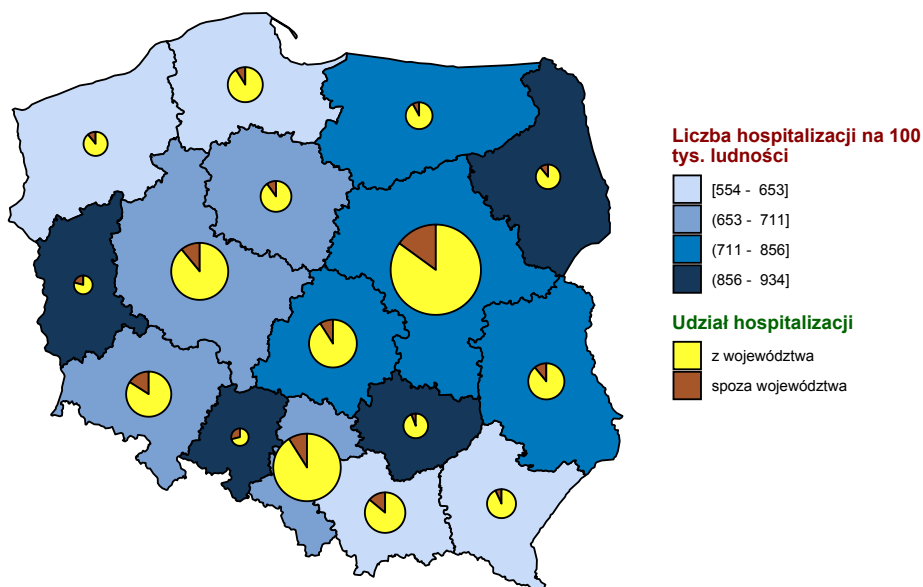 Liczba hospitalizacji na 100
tys. ludności
[554 - 653]
(653 - 711]
(711 - 856]
(856 - 934]
Udział hospitalizacji
z województwa
spoza województwa